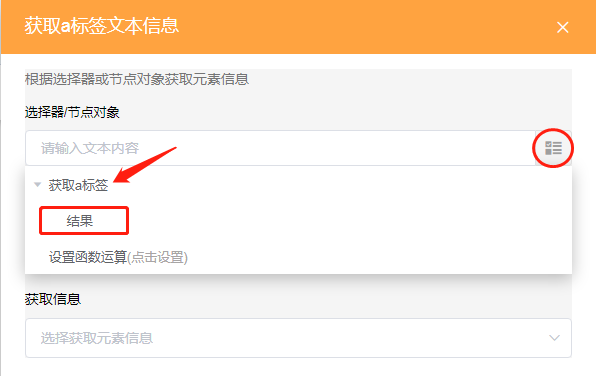 获取a标签文本信息
根据选择器或节点对象获取元素信息
选择器/节点对象
请输入文本内容
获取a标签
结果
设置函数运算(点击设置)
获取信息
选择获取元素信息